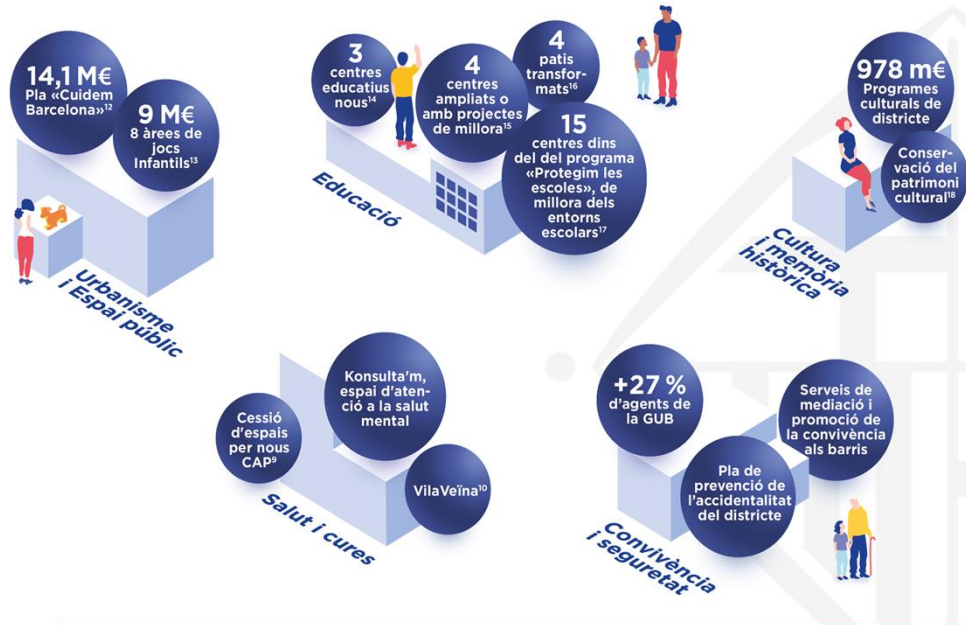 14,1 M€
Pla «Cuidem
Barcelona»¹²
9 M€
8 àrees de
jocs
Infantils¹³
Urbanisme
i Espai públic
3
centres
educatius
nous¹⁴
4
centres
ampliats o
amb projectes
de millora¹⁵
4
patis
transfor-
mats¹⁶
15
centres dins
del del programa
«Protegim les
escoles», de
millora dels
entorns
escolars¹⁷
Educació
978 m€
Programes
culturals de
districte
Conser-
vació del
patrimoni
cultural¹⁸
Cultura
i memòria
històrica
Cessió
d'espais
per nous
CAP⁹
Konsulta'm,
espai d'aten-
ció a la salut
mental
VilaVeïna¹⁰
Salut i cures
+27 %
d'agents de
la GUB
Pla de
prevenció de
l'accidentalitat
del districte
Serveis de
mediació i
promoció de
la convivència
als barris
Convivència
i seguretat